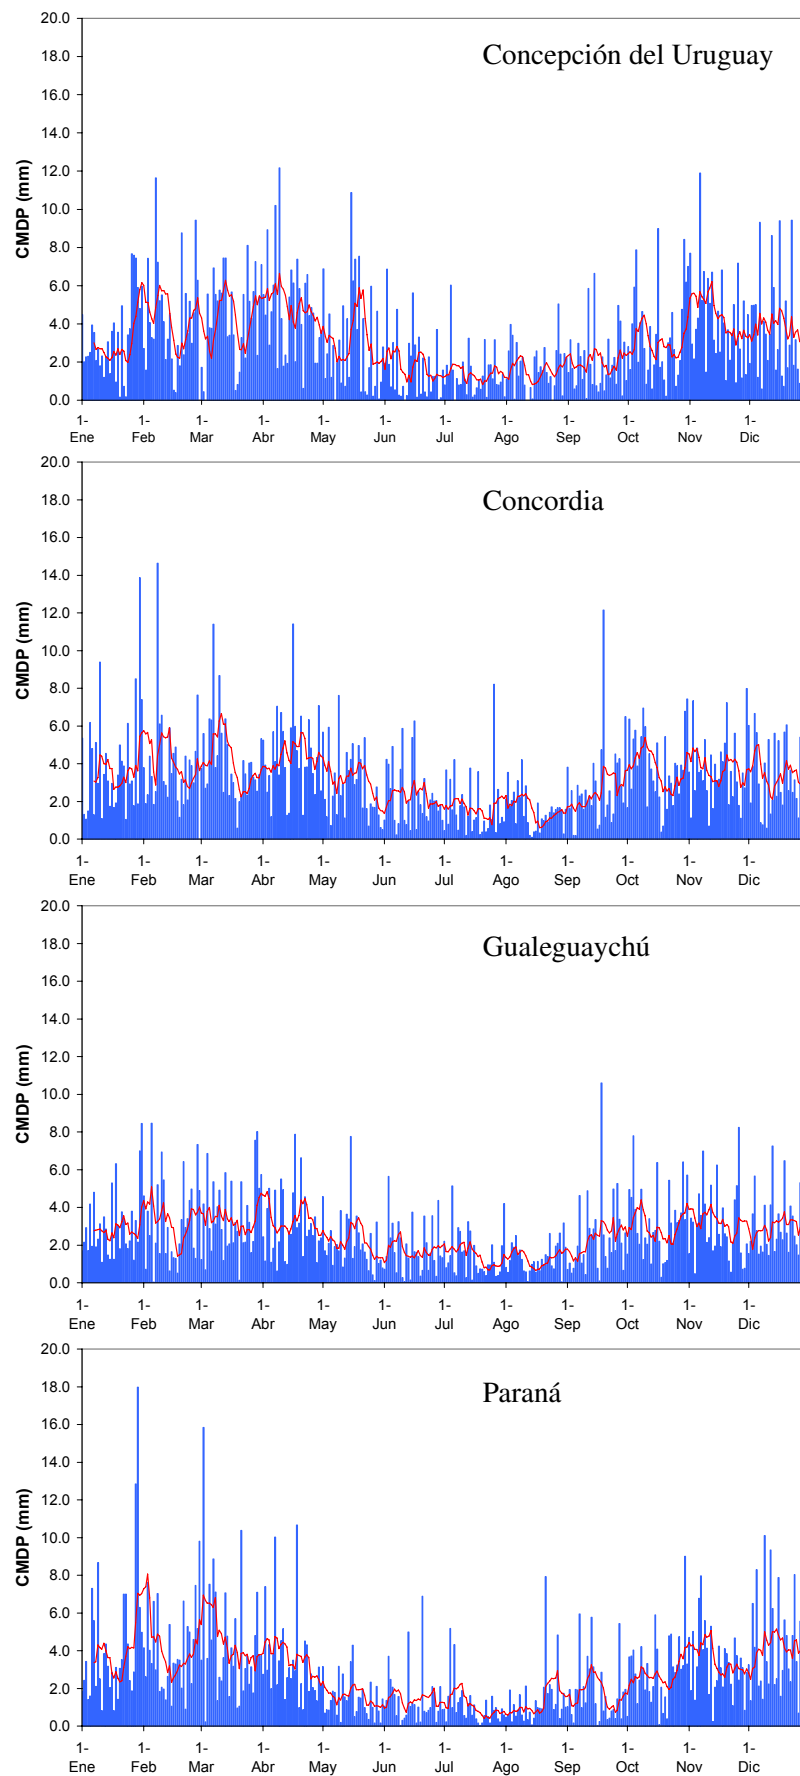 20.0
Concepción del Uruguay
18.0
16.0
14.0
12.0
10.0
8.0
6.0
4.0
2.0
0.0
CMDP (mm)
1- 1- 1- 1- 1- 1- 1- 1- 1- 1- 1- 1-
Ene Feb Mar Abr May Jun Jul Ago Sep Oct Nov Dic
20.0
Concordia
18.0
16.0
14.0
12.0
10.0
8.0
6.0
4.0
2.0
0.0
CMDP (mm)
1- 1- 1- 1- 1- 1- 1- 1- 1- 1- 1- 1-
Ene Feb Mar Abr May Jun Jul Ago Sep Oct Nov Dic
20.0
Gualeguaychú
18.0
16.0
14.0
12.0
10.0
8.0
6.0
4.0
2.0
0.0
CMDP (mm)
1- 1- 1- 1- 1- 1- 1- 1- 1- 1- 1- 1-
Ene Feb Mar Abr May Jun Jul Ago Sep Oct Nov Dic
20.0
Paraná
18.0
16.0
14.0
12.0
10.0
8.0
6.0
4.0
2.0
0.0
CMDP (mm)
1- 1- 1- 1- 1- 1- 1- 1- 1- 1- 1- 1-
Ene Feb Mar Abr May Jun Jul Ago Sep Oct Nov Dic